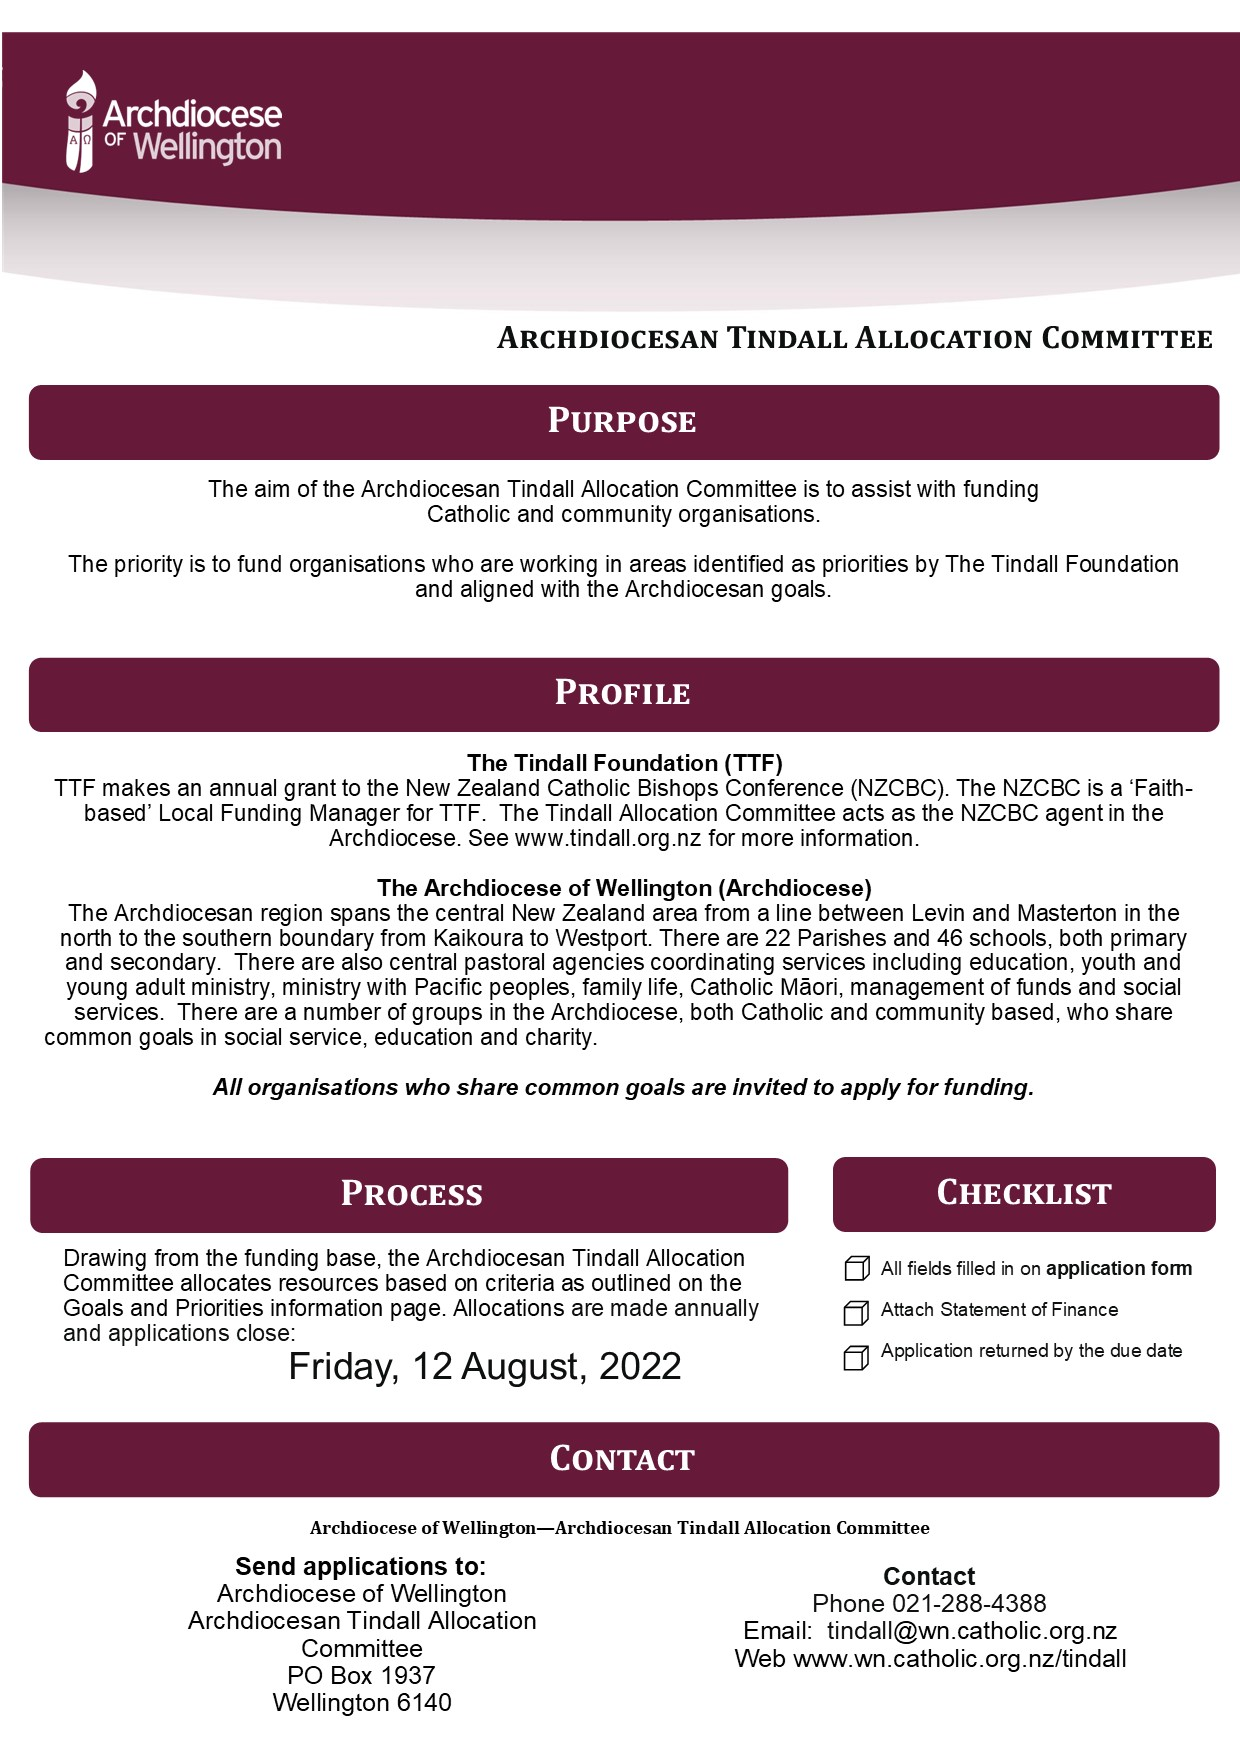 Archdiocese
OF Wellington
Α Ω
ARCHDIOCESAN TINDALL ALLOCATION COMMITTEE
PURPOSE
The aim of the Archdiocesan Tindall Allocation Committee is to assist with funding
Catholic and community organisations.
The priority is to fund organisations who are working in areas identified as priorities by The Tindall Foundation
and aligned with the Archdiocesan goals.
PROFILE
The Tindall Foundation (TTF)
TTF makes an annual grant to the New Zealand Catholic Bishops Conference (NZCBC). The NZCBC is a ‘Faith-
based’ Local Funding Manager for TTF.  The Tindall Allocation Committee acts as the NZCBC agent in the
Archdiocese. See www.tindall.org.nz for more information.
The Archdiocese of Wellington (Archdiocese)
The Archdiocesan region spans the central New Zealand area from a line between Levin and Masterton in the
north to the southern boundary from Kaikoura to Westport. There are 22 Parishes and 46 schools, both primary
and secondary.  There are also central pastoral agencies coordinating services including education, youth and
young adult ministry, ministry with Pacific peoples, family life, Catholic Māori, management of funds and social
services.  There are a number of groups in the Archdiocese, both Catholic and community based, who share
common goals in social service, education and charity.
All organisations who share common goals are invited to apply for funding.
PROCESS
Drawing from the funding base, the Archdiocesan Tindall Allocation
Committee allocates resources based on criteria as outlined on the
Goals and Priorities information page. Allocations are made annually
and applications close:
Friday, 12 August, 2022
CHECKLIST
All fields filled in on application form
Attach Statement of Finance
Application returned by the due date
CONTACT
Archdiocese of Wellington—Archdiocesan Tindall Allocation Committee
Send applications to:
Archdiocese of Wellington
Archdiocesan Tindall Allocation
Committee
PO Box 1937
Wellington 6140
Contact
Phone 021-288-4388
Email:  tindall@wn.catholic.org.nz
Web www.wn.catholic.org.nz/tindall